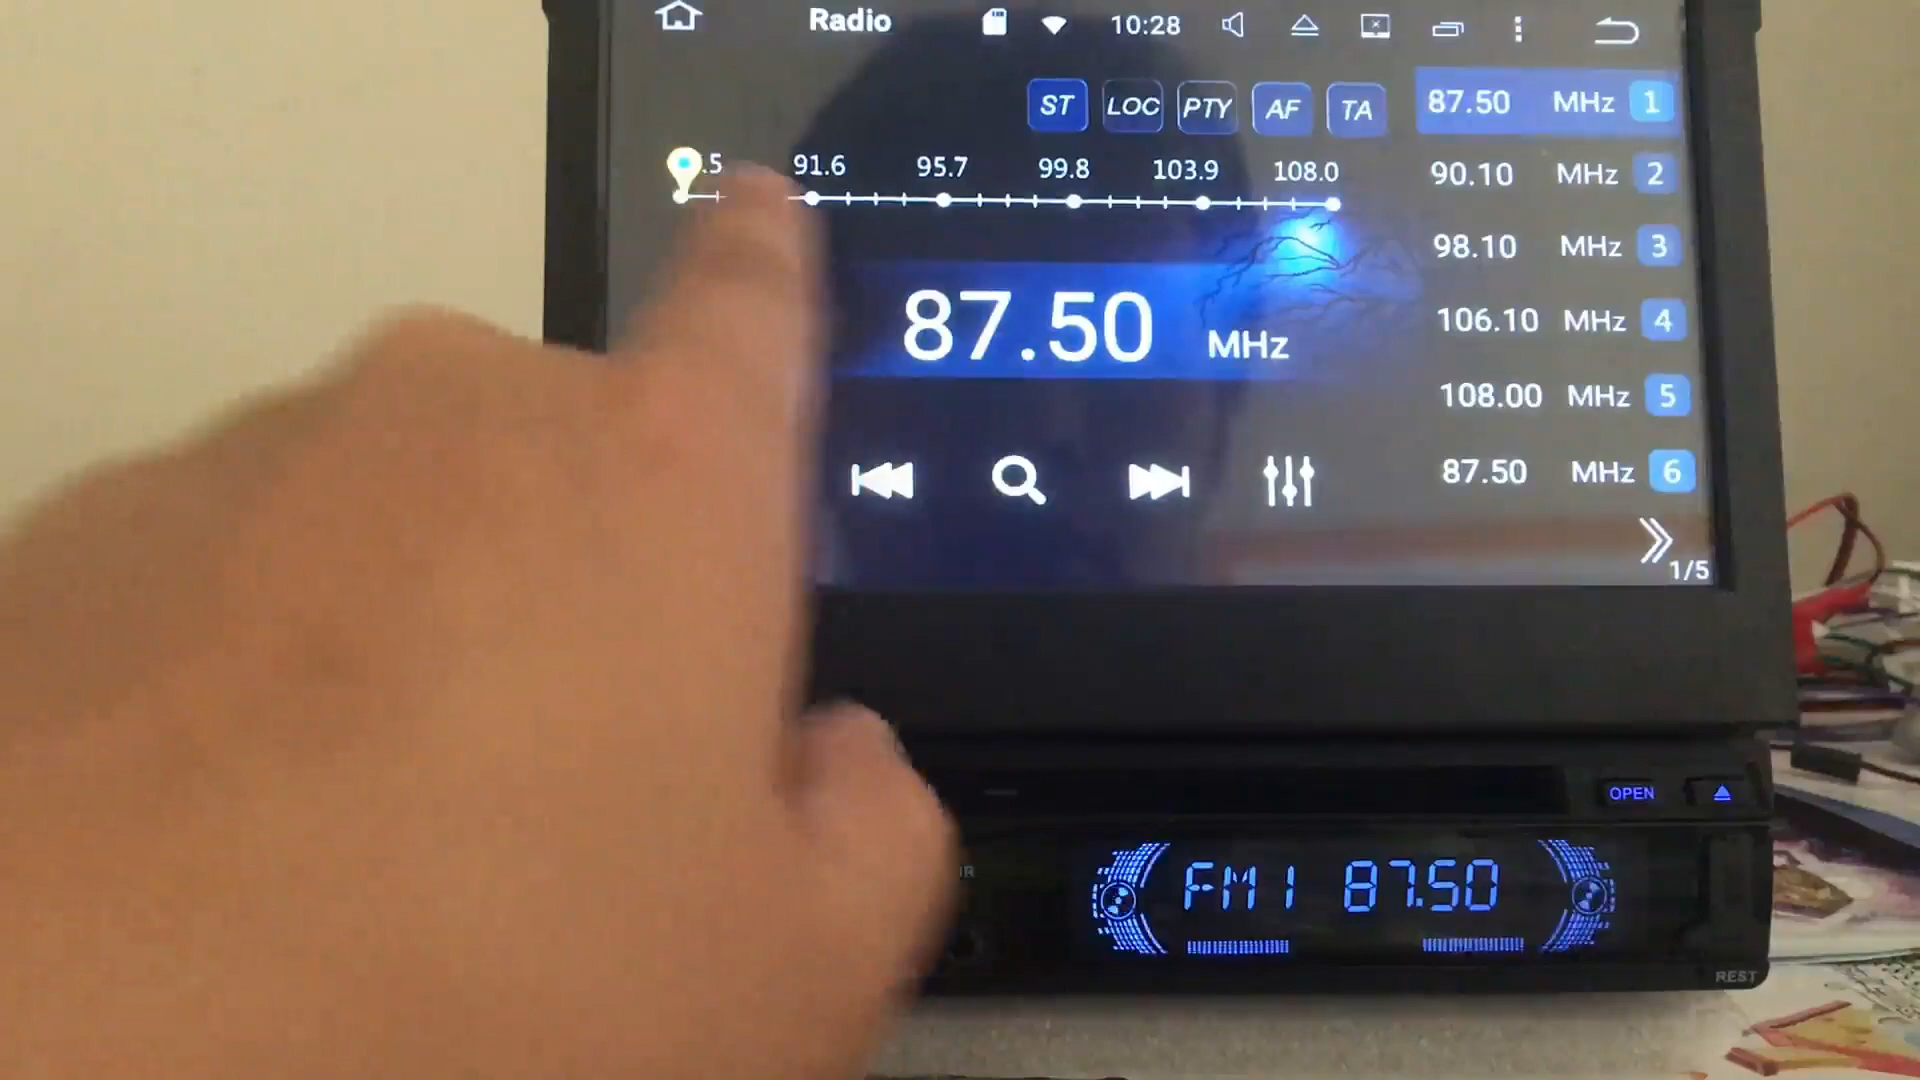 Radio 10:28
ST LOC PTY AF TA
.5 91.6 95.7 99.8 103.9 108.0
87.50 MHz
87.50 MHz 1
90.10 MHz 2
98.10 MHz 3
106.10 MHz 4
108.00 MHz 5
87.50 MHz 6
1/5
OPEN
IR
FM1 87.50
REST